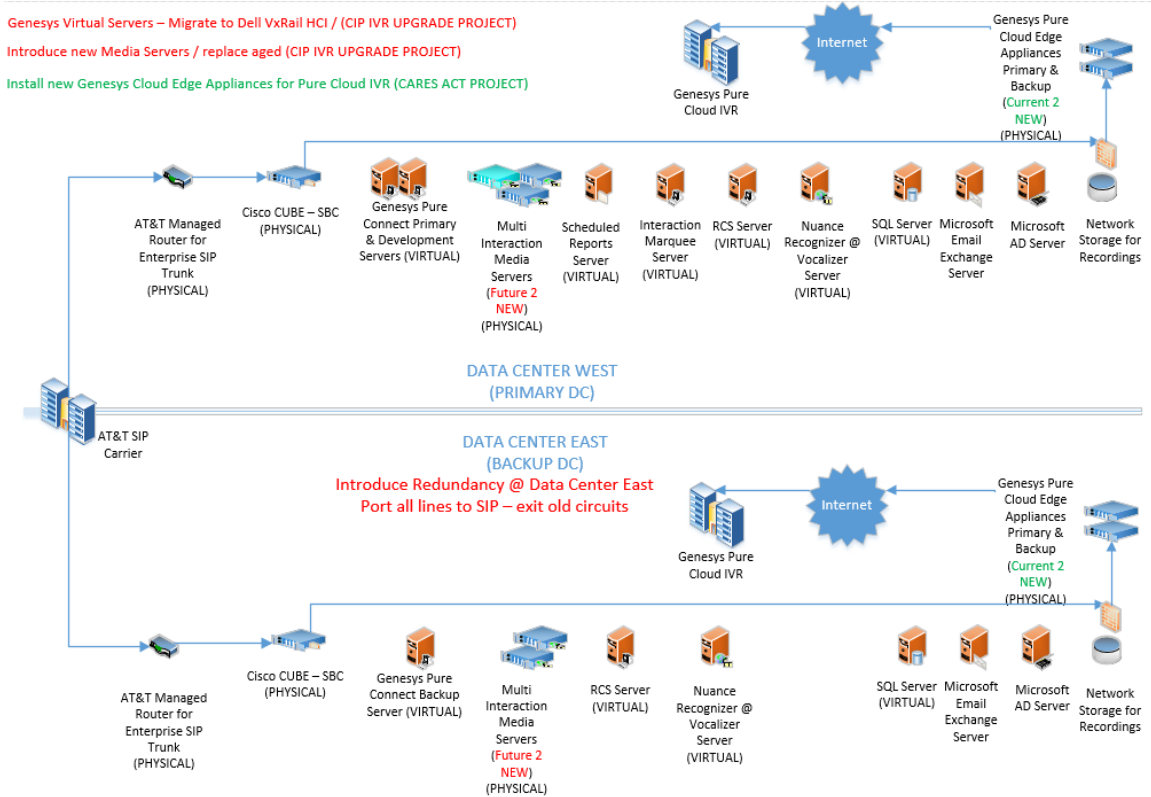 Genesys Virtual Servers – Migrate to Dell VxRail HCI / (CIP IVR UPGRADE PROJECT)
Introduce new Media Servers / replace aged (CIP IVR UPGRADE PROJECT)
Install new Genesys Cloud Edge Appliances for Pure Cloud IVR (CARES ACT PROJECT)
Genesys Pure
Cloud IVR
Internet
Genesys Pure
Cloud Edge
Appliances
Primary &
Backup
(Current 2
NEW)
(PHYSICAL)
AT&T Managed
Router for
Enterprise SIP
Trunk
(PHYSICAL)
Cisco CUBE – SBC
(PHYSICAL)
Genesys Pure
Connect Primary
& Development
Servers (VIRTUAL)
Multi
Interaction
Media
Servers
(Future 2
NEW)
(PHYSICAL)
Scheduled
Reports
Server
(VIRTUAL)
Interaction
Marquee
Server
(VIRTUAL)
RCS Server
(VIRTUAL)
Nuance
Recognizer @
Vocalizer
Server
(VIRTUAL)
SQL Server
(VIRTUAL)
Microsoft
Email
Exchange
Server
Microsoft
AD Server
Network
Storage for
Recordings
DATA CENTER WEST
(PRIMARY DC)
AT&T SIP
Carrier
DATA CENTER EAST
(BACKUP DC)
Introduce Redundancy @ Data Center East
Port all lines to SIP – exit old circuits
Genesys Pure
Cloud IVR
Internet
Genesys Pure
Cloud Edge
Appliances
Primary &
Backup
(Current 2
NEW)
(PHYSICAL)
AT&T Managed
Router for
Enterprise SIP
Trunk
(PHYSICAL)
Cisco CUBE – SBC
(PHYSICAL)
Genesys Pure
Connect Backup
Server (VIRTUAL)
Multi
Interaction
Media
Servers
(Future 2
NEW)
(PHYSICAL)
RCS Server
(VIRTUAL)
Nuance
Recognizer @
Vocalizer
Server
(VIRTUAL)
SQL Server
(VIRTUAL)
Microsoft
Email
Exchange
Server
Microsoft
AD Server
Network
Storage for
Recordings